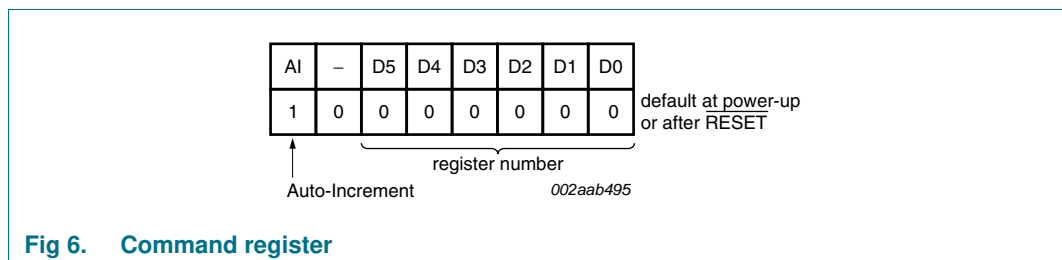 AI – D5 D4 D3 D2 D1 D0
1 0 0 0 0 0 0 0
default at power-up
or after RESET
register number
Auto-Increment 002aab495
Fig 6. Command register